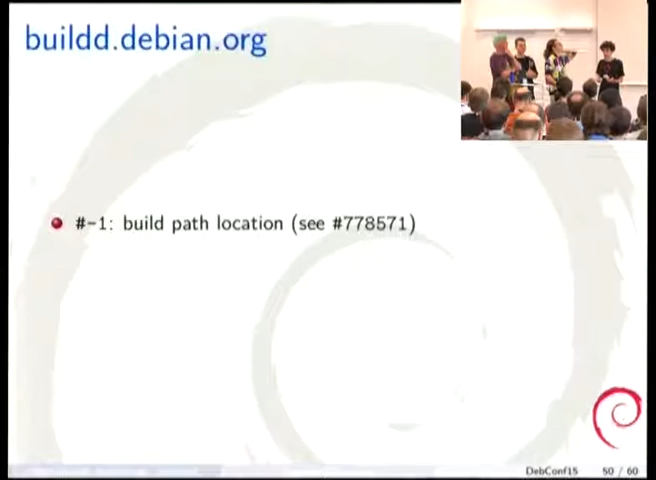 buildd.debian.org
#-1: build path location (see #778571)
DebConf15 50 / 60